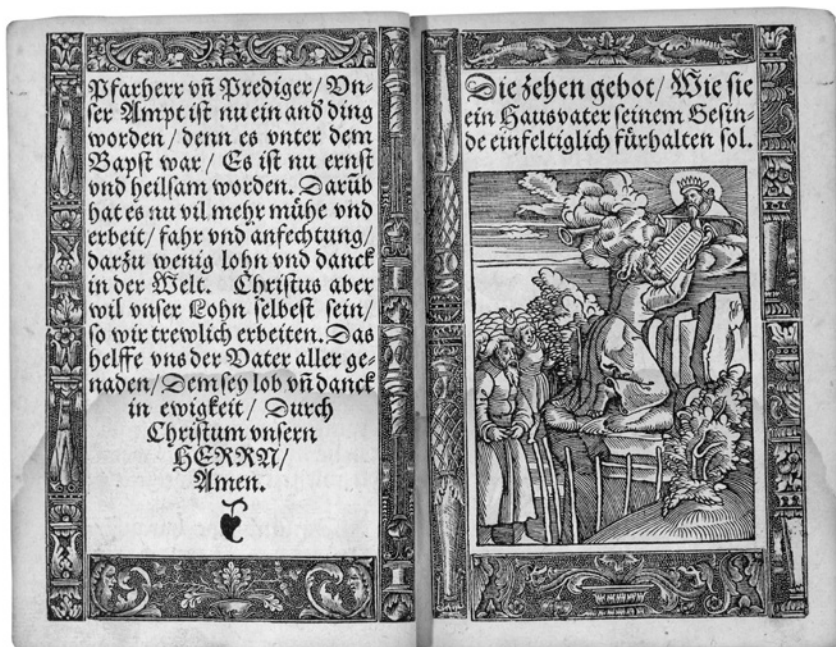 Pfarherr vñ Prediger/ Vn⸗
ser Ampt ist nu ein and ding
worden/ denn es vnter dem
Bapst war/ Es ist nu ernst
vnd heilsam worden. Darüb
hat es nu vil mehr mühe vnd
erbeit/ fahr vnd anfechtung/
darzu wenig lohn vnd danck
in der Welt. Christus aber
wil vnser Lohn selbest sein/
so wir trewlich erbeiten. Das
helffe vns der Vater aller ge⸗
naden/ Dem sey lob vñ danck
in ewigkeit/ Durch
Christum vnsern
HERRN/
Amen.
Die zehen gebot/ Wie sie
ein Hausvater seinem Gesin⸗
de einfeltiglich fürhalten sol.